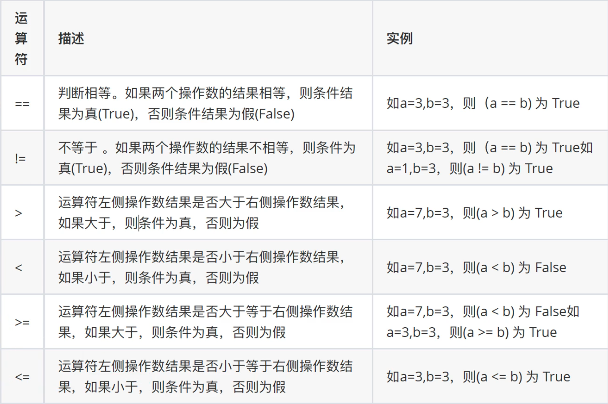 运
算
符
描述
实例
==
判断相等。如果两个操作数的结果相等，则条件结
果为真(True)，否则条件结果为假(False)
如a=3,b=3，则（a == b) 为 True
!=
不等于 。如果两个操作数的结果不相等，则条件为
真(True)，否则条件结果为假(False)
如a=3,b=3，则（a == b) 为 True如
a=1,b=3，则(a != b) 为 True
>
运算符左侧操作数结果是否大于右侧操作数结果，
如果大于，则条件为真，否则为假
如a=7,b=3，则(a > b) 为 True
<
运算符左侧操作数结果是否小于右侧操作数结果，
如果小于，则条件为真，否则为假
如a=7,b=3，则(a < b) 为 False
>=
运算符左侧操作数结果是否大于等于右侧操作数结
果，如果大于，则条件为真，否则为假
如a=7,b=3，则(a < b) 为 False如
a=3,b=3，则(a >= b) 为 True
<=
运算符左侧操作数结果是否小于等于右侧操作数结
果，如果小于，则条件为真，否则为假
如a=3,b=3，则(a <= b) 为 True